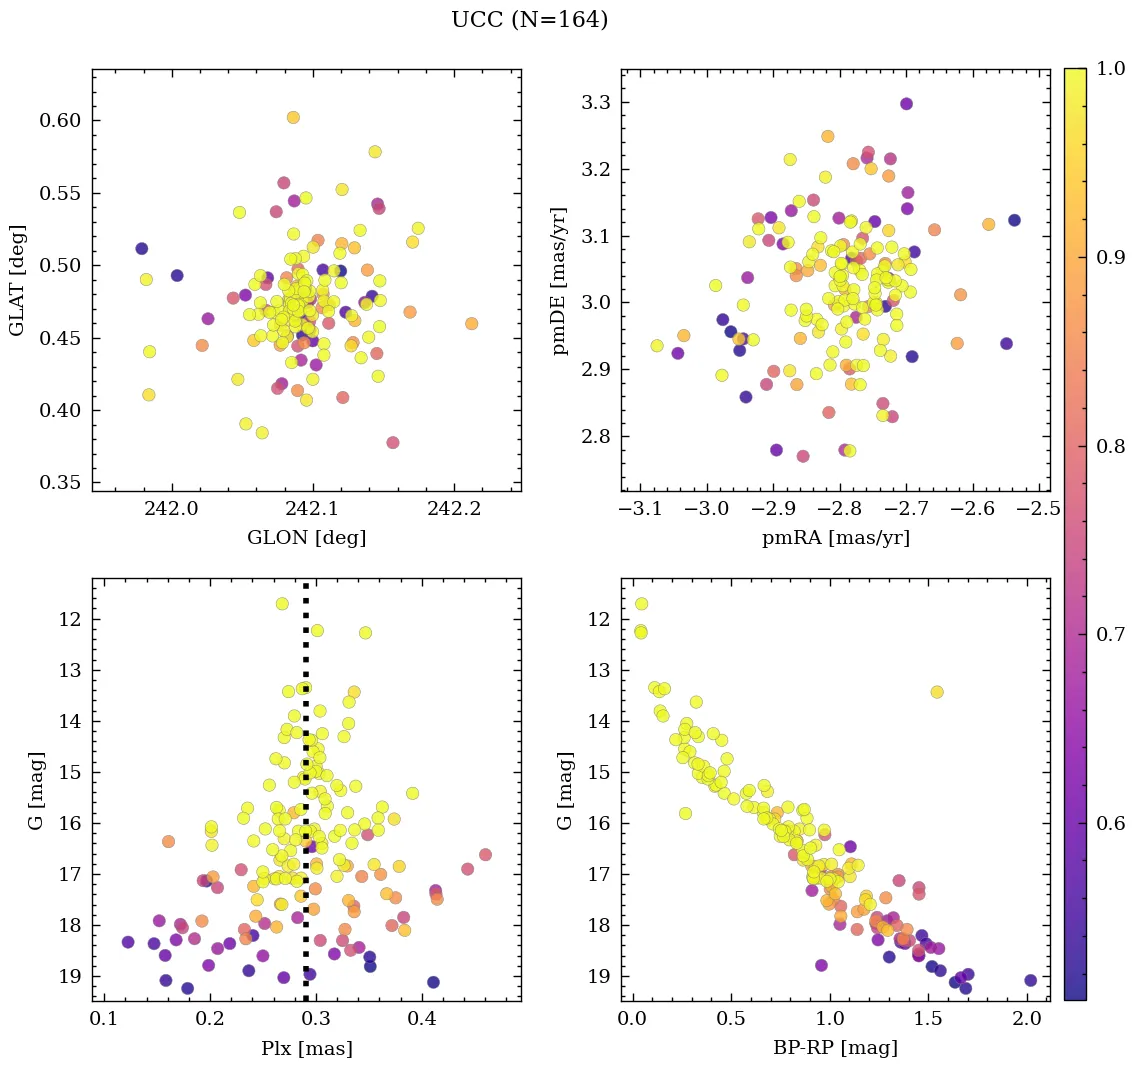 UCC (N=164)
0.60
0.55
0.50
0.45
0.40
0.35
GLAT [deg]
242.0 242.1 242.2
GLON [deg]
3.3
3.2
3.1
3.0
2.9
2.8
pmDE [mas/yr]
−3.1 −3.0 −2.9 −2.8 −2.7 −2.6 −2.5
pmRA [mas/yr]
1.0
0.9
0.8
0.7
0.6
12
13
14
15
16
17
18
19
G [mag]
0.1 0.2 0.3 0.4
Plx [mas]
12
13
14
15
16
17
18
19
G [mag]
0.0 0.5 1.0 1.5 2.0
BP-RP [mag]